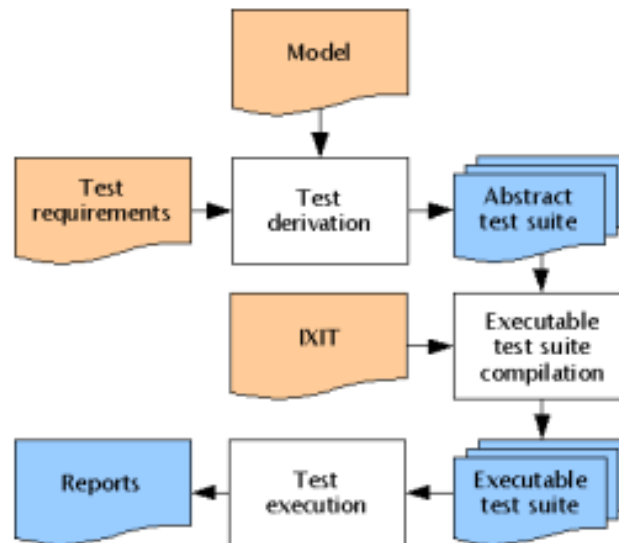 Model
Test
requirements
Test
derivation
Abstract
test suite
IXIT
Executable
test suite
compilation
Reports
Test
execution
Executable
test suite